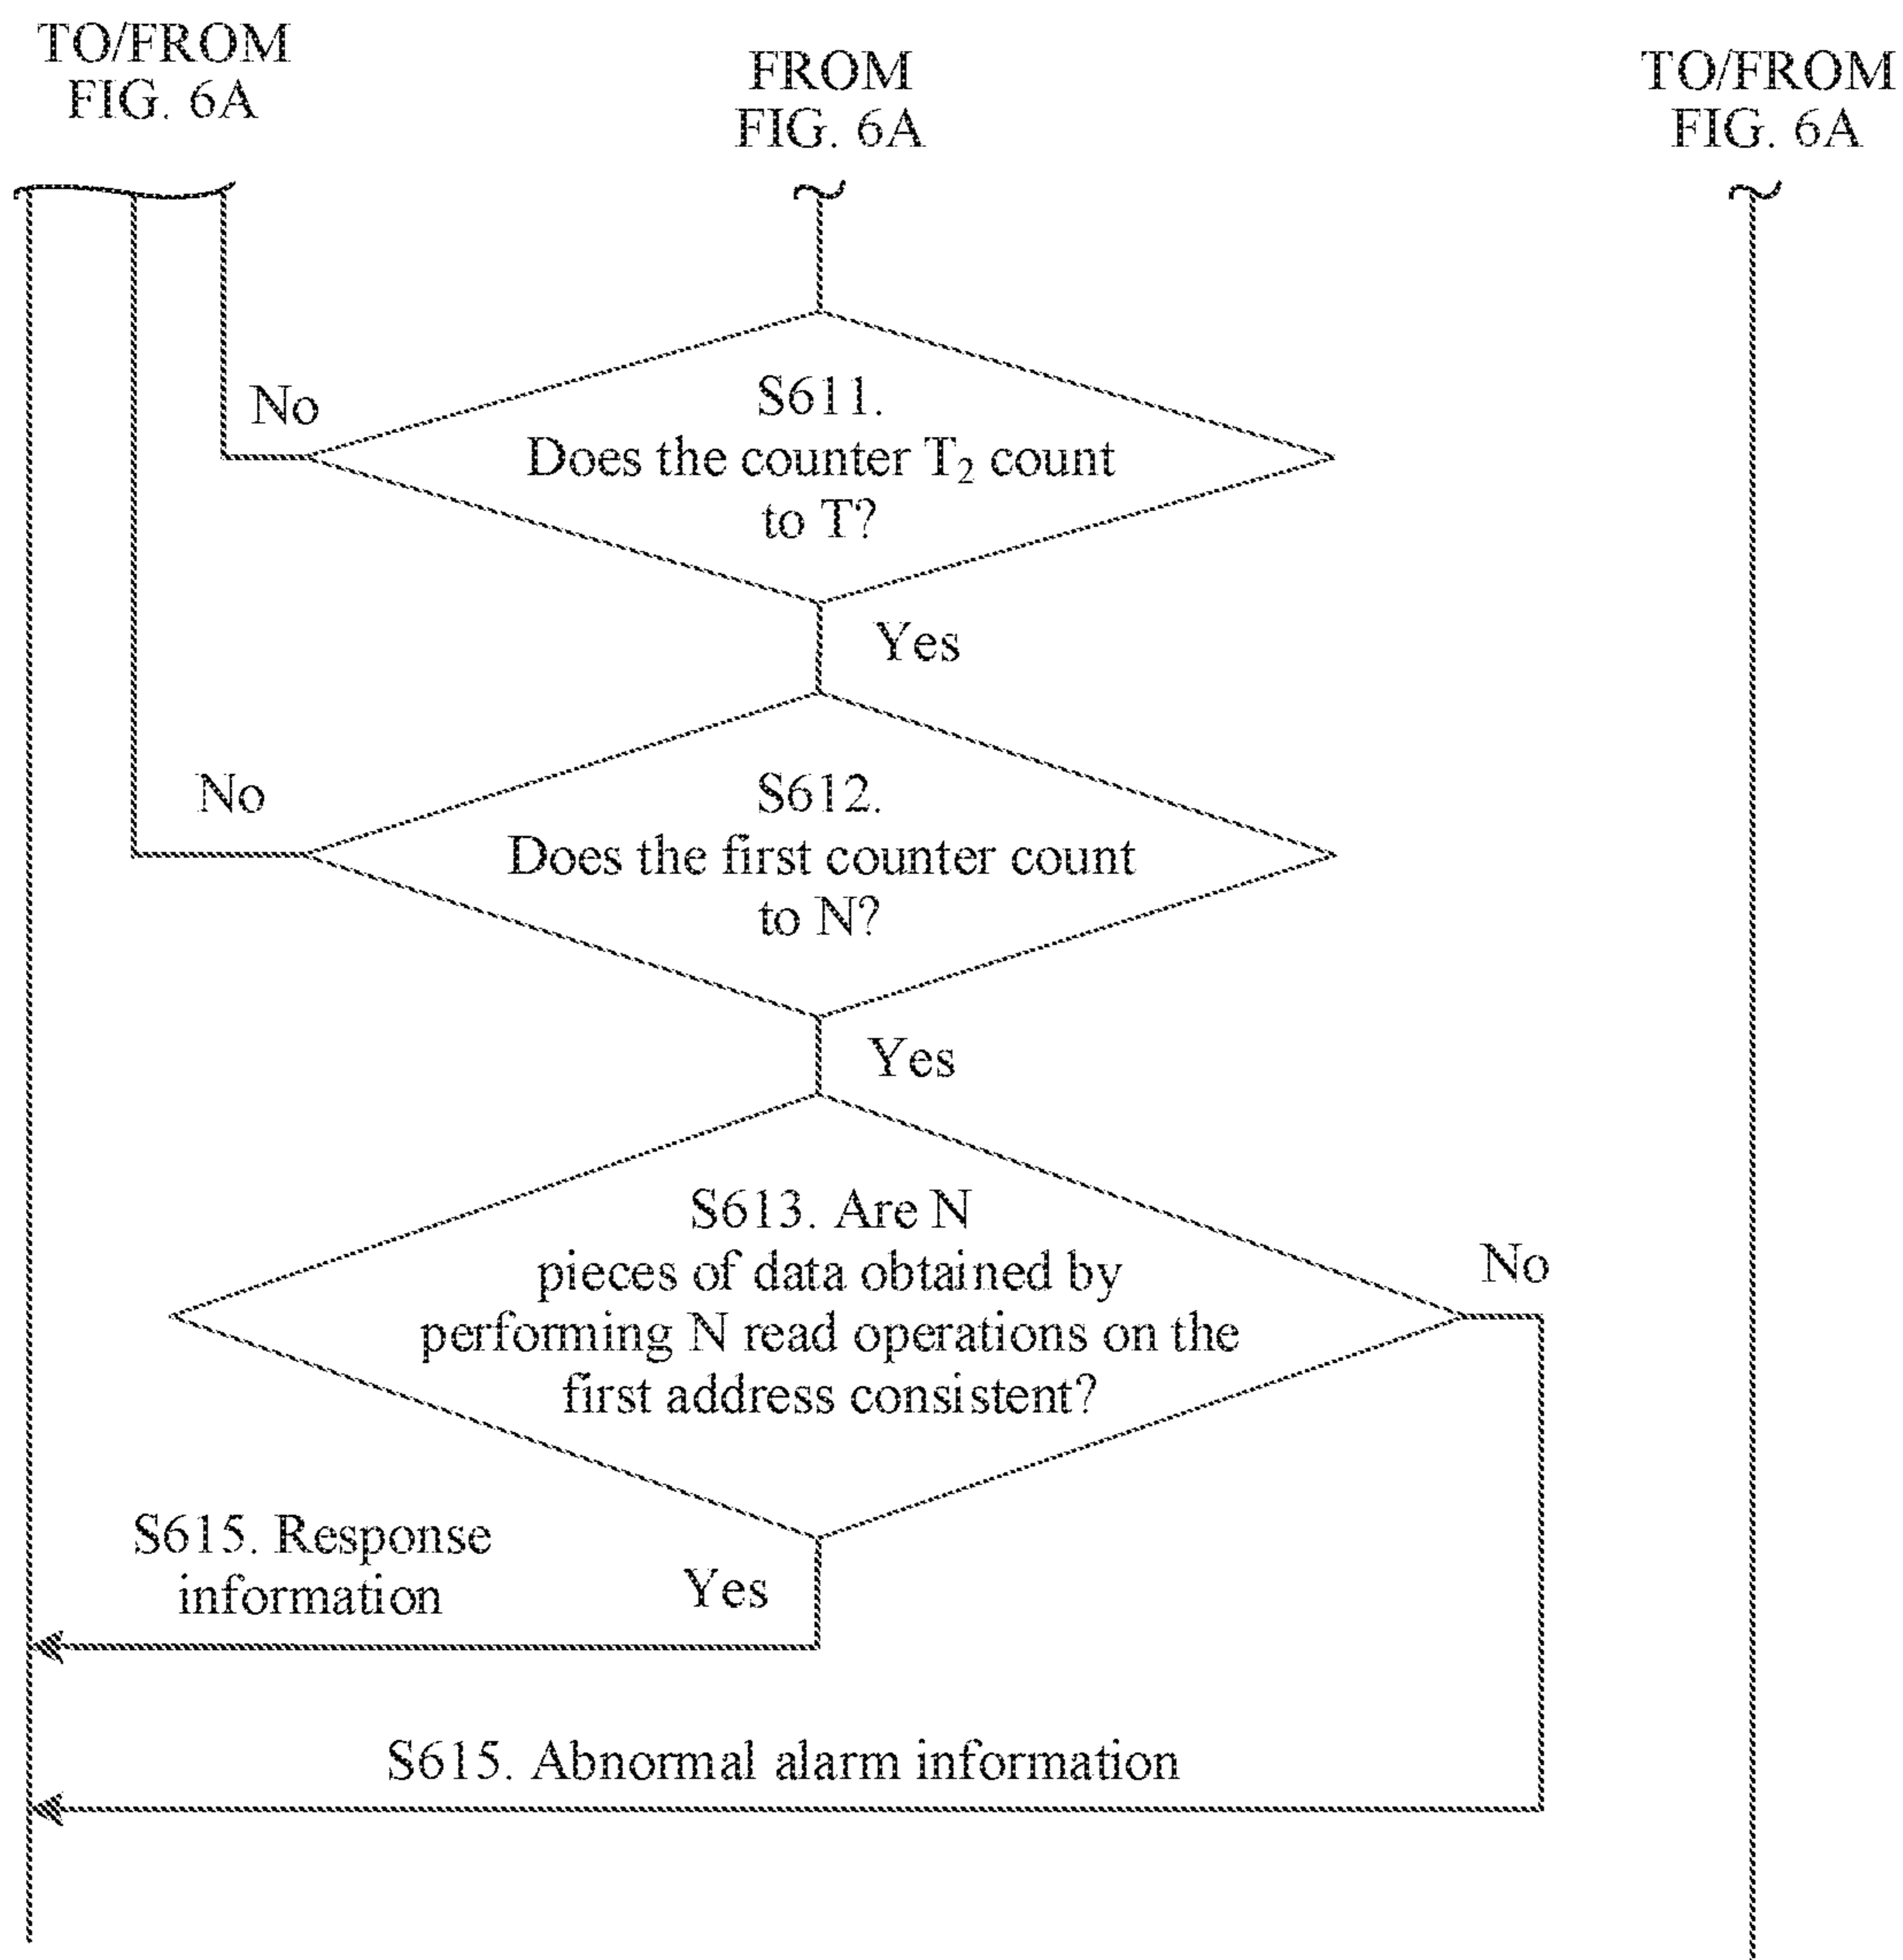 TO/FROM
FIG. 6A
FROM
FIG. 6A
TO/FROM
FIG. 6A
No
S611.
Does the counter T₂ count
to T?
Yes
No
S612.
Does the first counter count
to N?
Yes
S613. Are N
pieces of data obtained by
performing N read operations on the
first address consistent?
No
S615. Response
information
Yes
S615. Abnormal alarm information